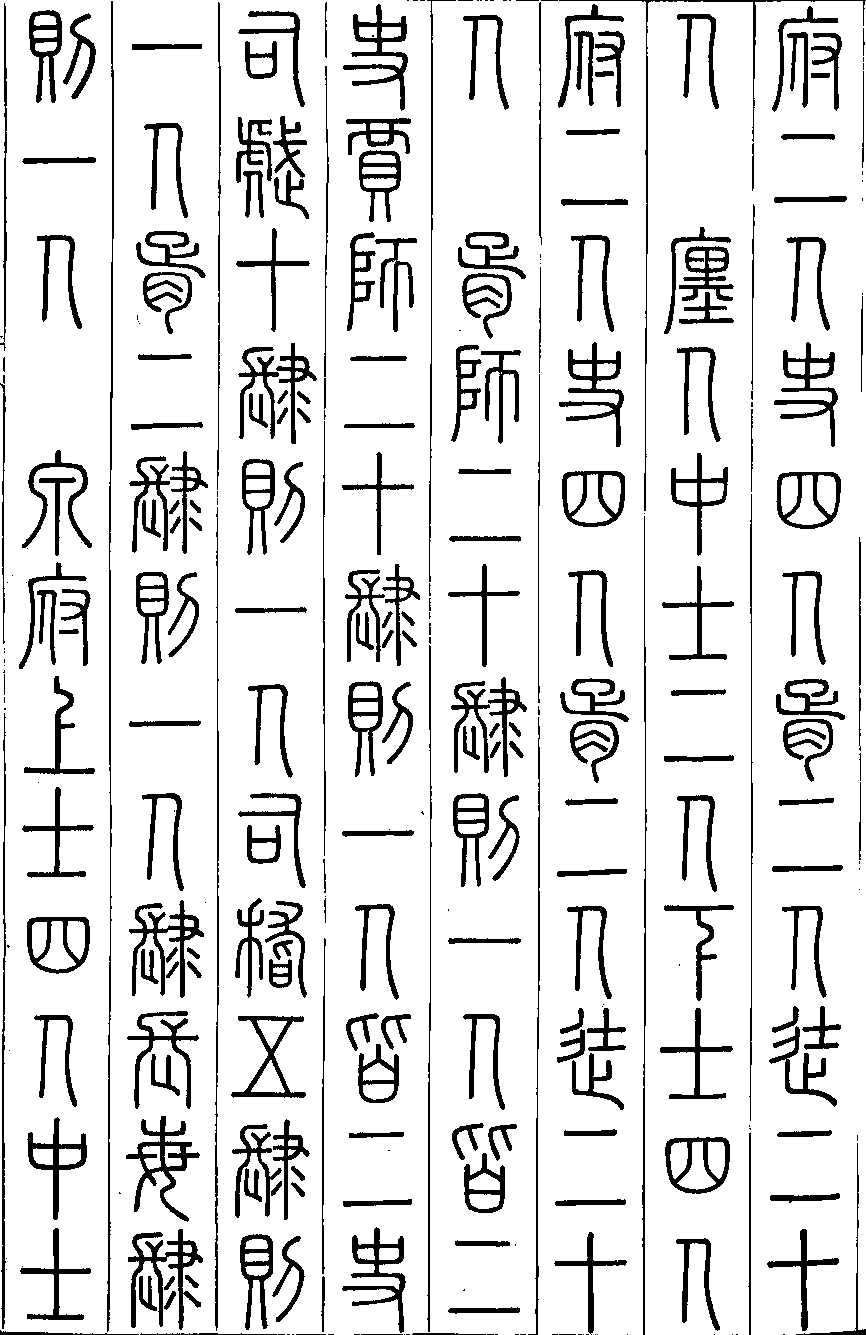 府二人史四人胥二人徒二十
人　廛人中士二人下士四人
府二人史四人胥二人徒二十
人　胥師二十肆則一人皆二
史賈師二十肆則一人皆二史
司虣十肆則一人司稽五肆則
一人胥二肆則一人肆長每肆
則一人　泉府上士四人中士